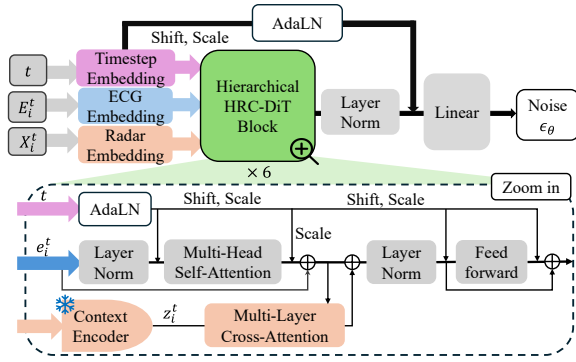 AdaLN
Shift, Scale
t
Timestep
Embedding
E_i^t
ECG
Embedding
X_i^t
Radar
Embedding
Hierarchical
HRC-DiT
Block
× 6
Layer
Norm
Linear
Noise
ϵ_θ
Zoom in
t
AdaLN
Shift, Scale
Shift, Scale
Scale
e_i^t
Layer
Norm
Multi-Head
Self-Attention
Layer
Norm
Feed
forward
Context
Encoder
z_i^t
Multi-Layer
Cross-Attention